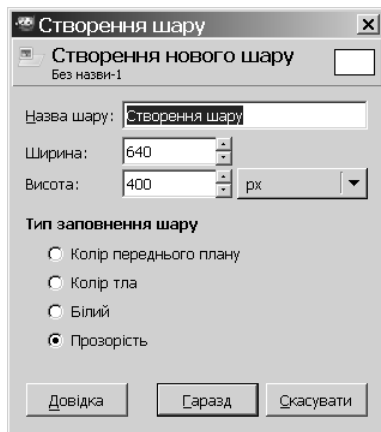 Створення шару
Створення нового шару
Без назви-1
Назва шару: Створення шару
Ширина: 640
Висота: 400 px
Тип заповнення шару
Колір переднього плану
Колір тла
Білий
Прозорість
Довідка Гаразд Скасувати